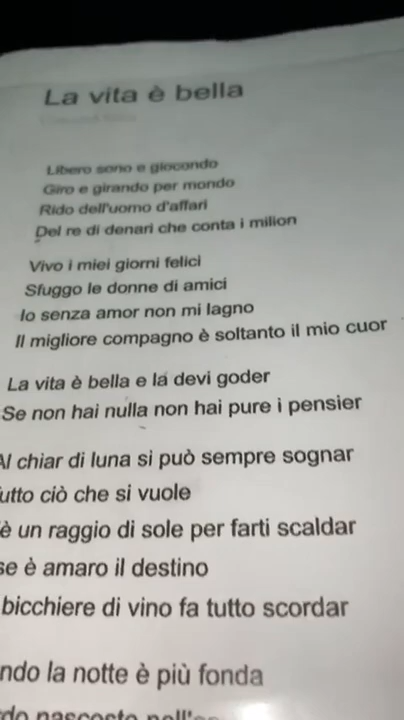 La vita è bella
Libero sono e giocondo
Giro e girando per mondo
Rido dell'uomo d'affari
Del re di denari che conta i milion
Vivo i miei giorni felici
Sfuggo le donne di amici
Io senza amor non mi lagno
Il migliore compagno è soltanto il mio cuor
La vita è bella e la devi goder
Se non hai nulla non hai pure i pensier
Al chiar di luna si può sempre sognar
utto ciò che si vuole
è un raggio di sole per farti scaldar
se è amaro il destino
bicchiere di vino fa tutto scordar
ndo la notte è più fonda
do nascosto nell'